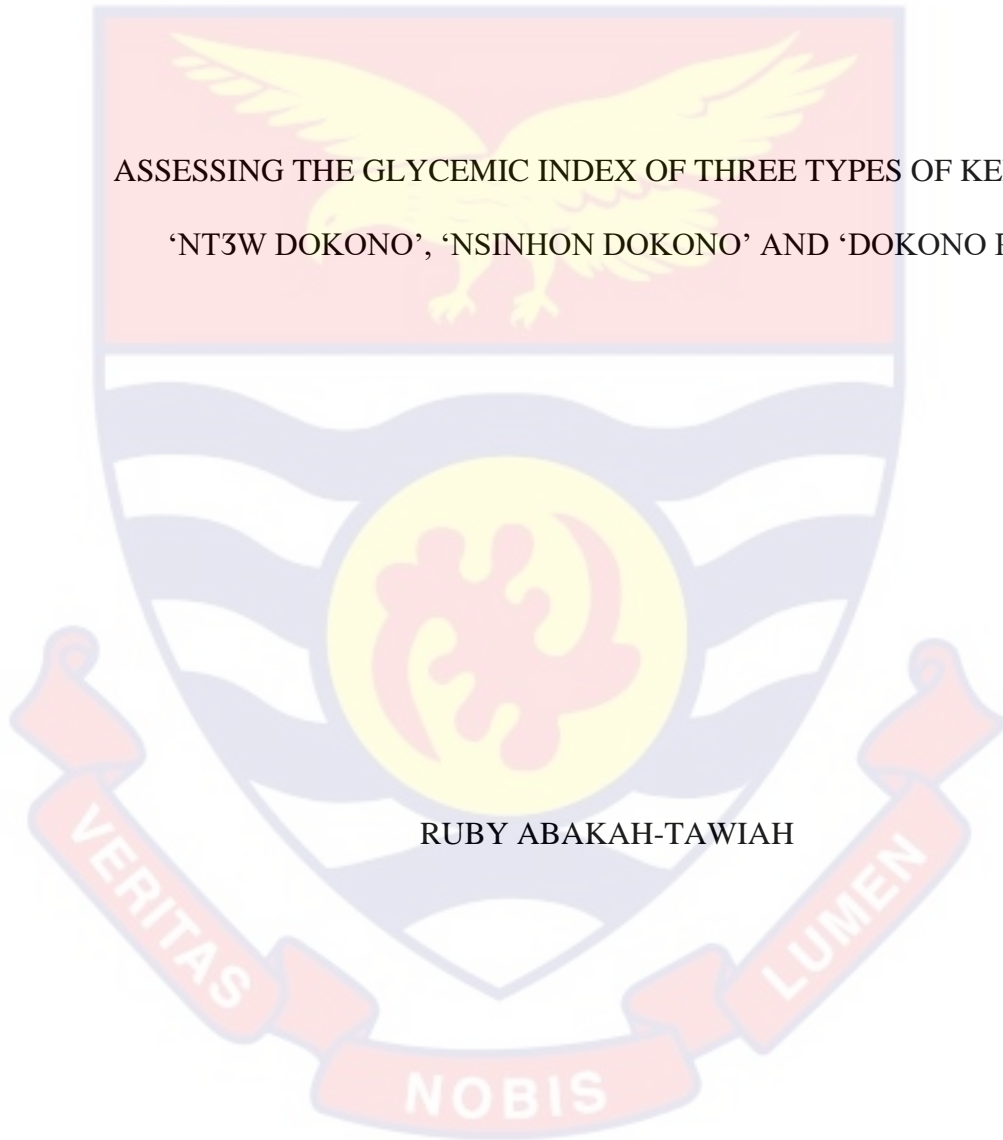 ASSESSING THE GLYCEMIC INDEX OF THREE TYPES OF
‘NT3W DOKONO’, ‘NSINHON DOKONO’ AND ‘DOKONO
RUBY ABAKAH-TAWIAH
VERITAS
NOBIS
LUMEN